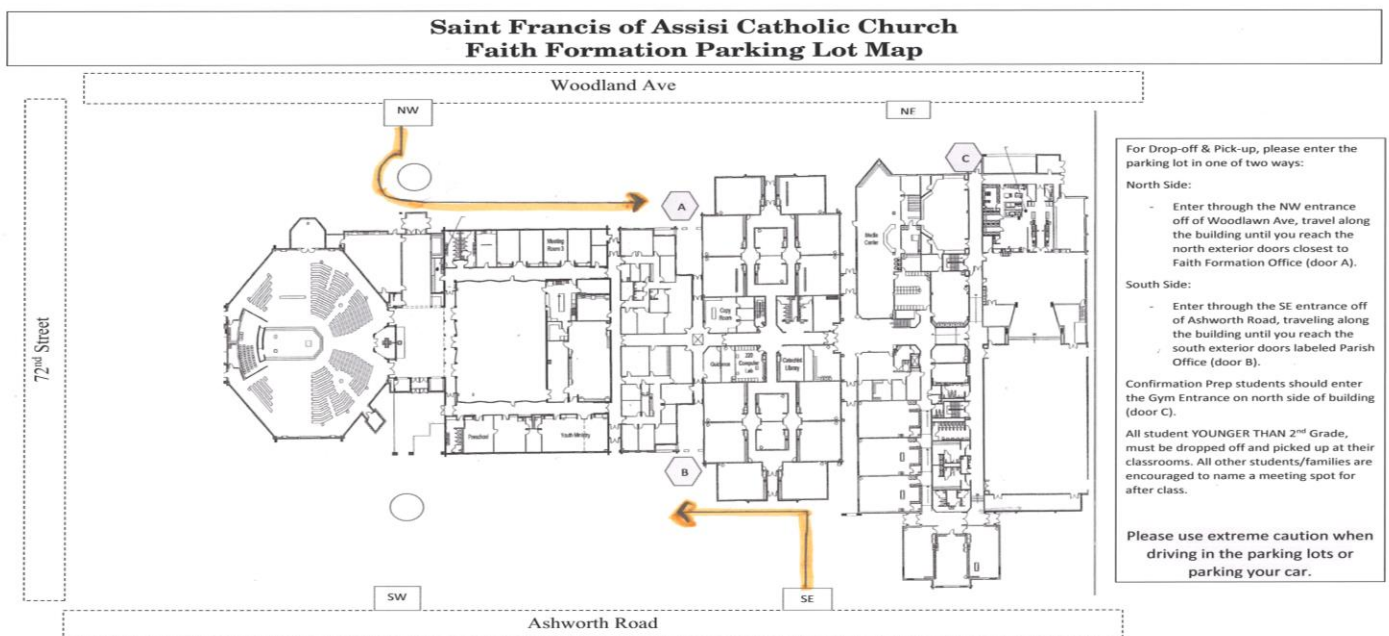 Saint Francis of Assisi Catholic Church
Faith Formation Parking Lot Map
Woodland Ave
NW
NE
72nd Street
A
C
Meeting
Room 3
Media
Center
Copy
Room
Guidance
220
Computer
Lab
Catechist
Library
Preschool
Youth Ministry
B
SW
SE
Ashworth Road
For Drop-off & Pick-up, please enter the
parking lot in one of two ways:
North Side:
- Enter through the NW entrance
off of Woodlawn Ave, travel along
the building until you reach the
north exterior doors closest to
Faith Formation Office (door A).
South Side:
- Enter through the SE entrance off
of Ashworth Road, traveling along
the building until you reach the
south exterior doors labeled Parish
Office (door B).
Confirmation Prep students should enter
the Gym Entrance on north side of building
(door C).
All student YOUNGER THAN 2nd Grade,
must be dropped off and picked up at their
classrooms. All other students/families are
encouraged to name a meeting spot for
after class.
Please use extreme caution when
driving in the parking lots or
parking your car.